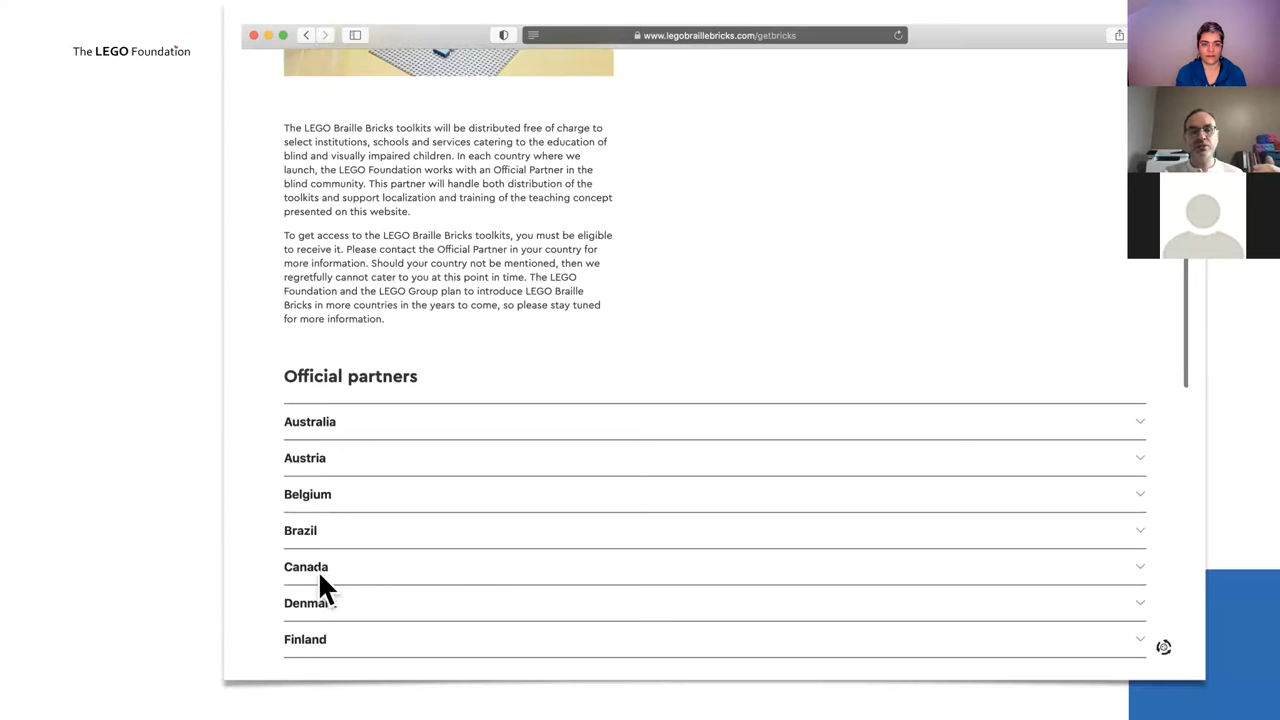 The LEGO Foundation
www.legobraillebricks.com/getbricks
The LEGO Braille Bricks toolkits will be distributed free of charge to
select institutions, schools and services catering to the education of
blind and visually impaired children. In each country where we
launch, the LEGO Foundation works with an Official Partner in the
blind community. This partner will handle both distribution of the
toolkits and support localization and training of the teaching concept
presented on this website.
To get access to the LEGO Braille Bricks toolkits, you must be eligible
to receive it. Please contact the Official Partner in your country for
more information. Should your country not be mentioned, then we
regretfully cannot cater to you at this point in time. The LEGO
Foundation and the LEGO Group plan to introduce LEGO Braille
Bricks in more countries in the years to come, so please stay tuned
for more information.
Official partners
Australia
Austria
Belgium
Brazil
Canada
Denmark
Finland